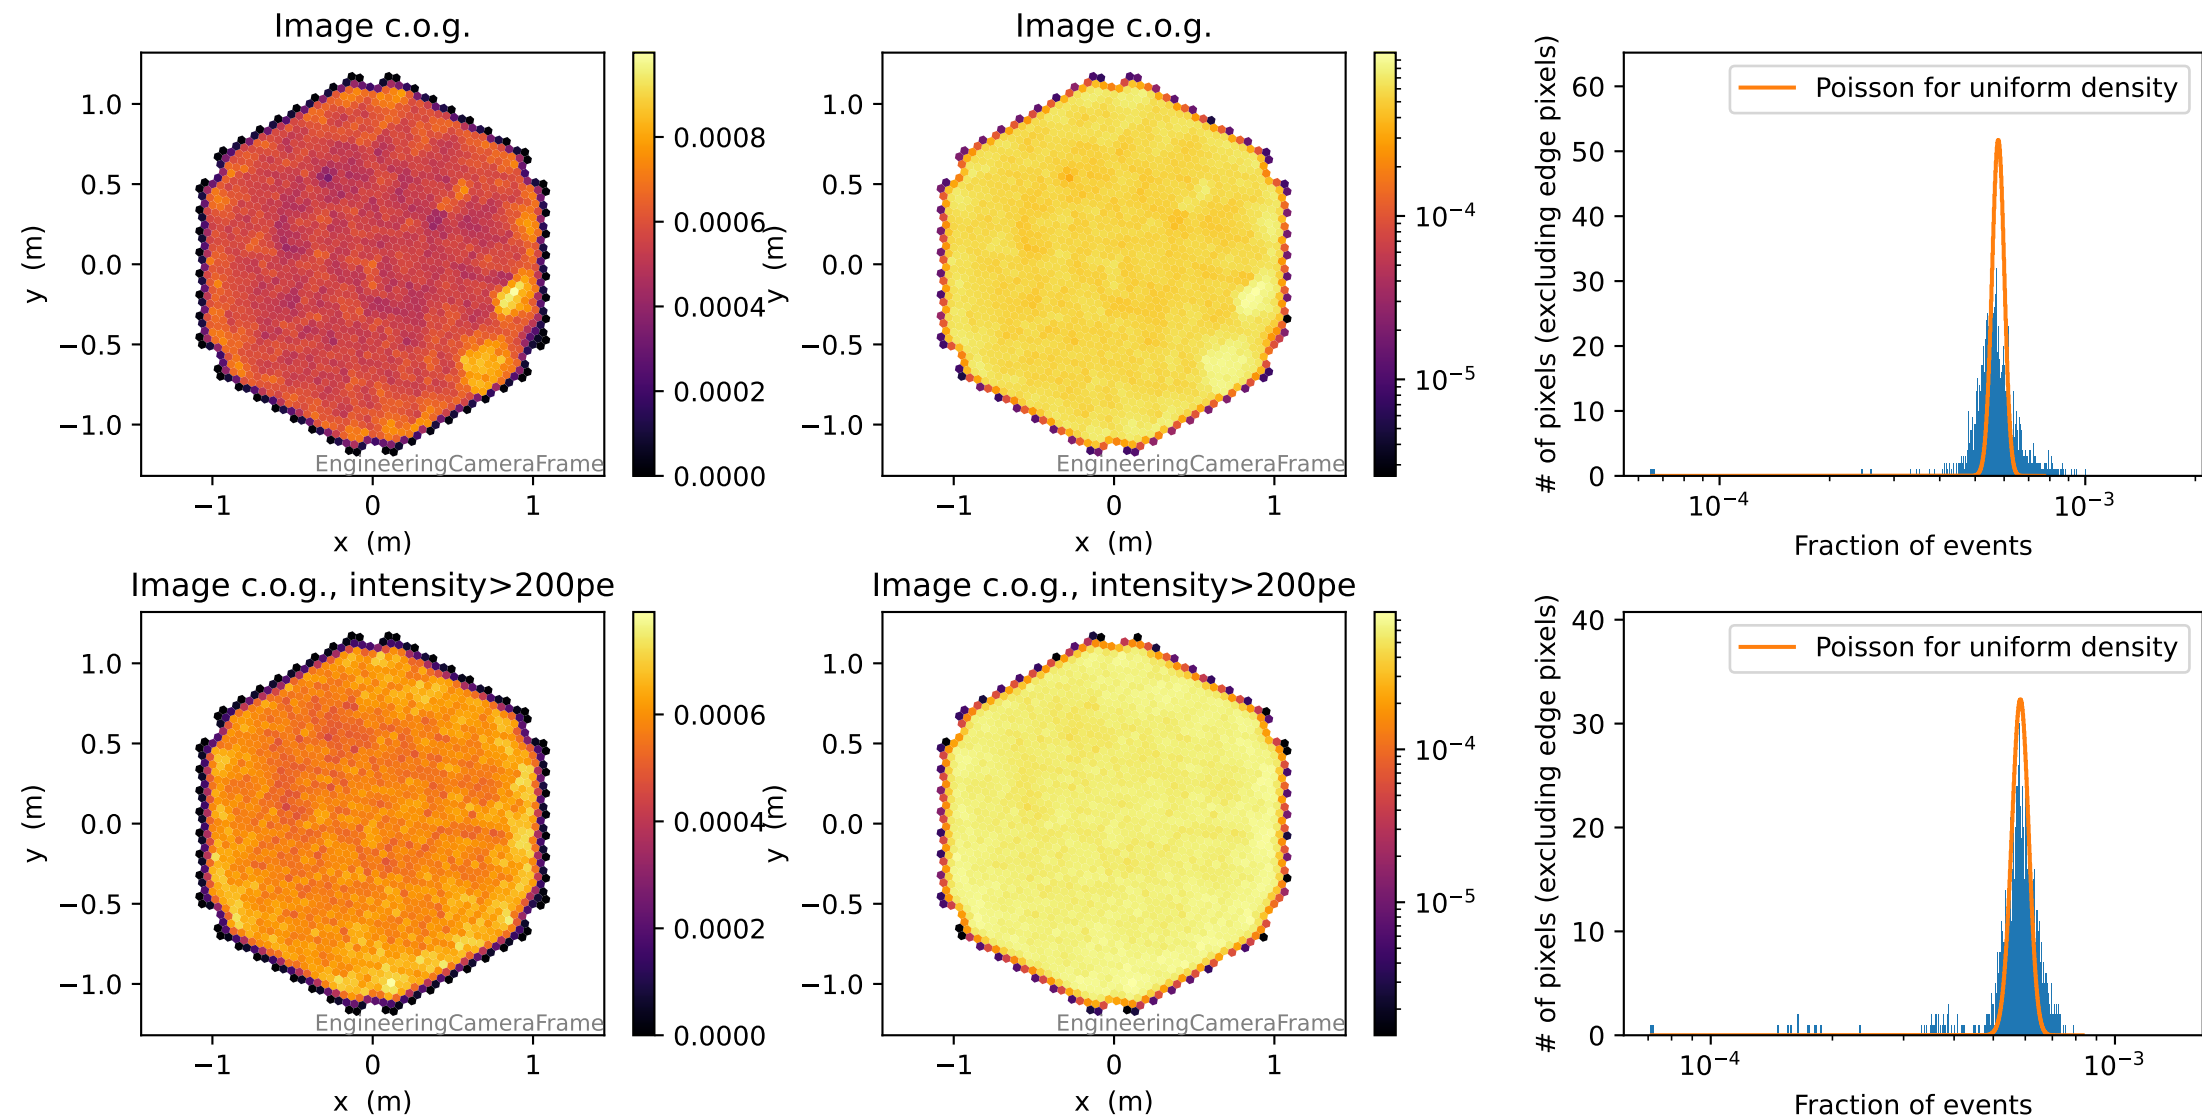 Image c.o.g.
1.0
0.5
0.0
−0.5
−1.0
y (m)
−1
0
1
x (m)
EngineeringCameraFrame
0.0008
0.0006
0.0004
0.0002
0.0000
Image c.o.g.
1.0
0.5
0.0
−0.5
−1.0
y (m)
−1
0
1
x (m)
EngineeringCameraFrame
10⁻⁴
10⁻⁵
60
50
40
30
20
10
0
# of pixels (excluding edge pixels)
Poisson for uniform density
10⁻⁴
10⁻³
Fraction of events
Image c.o.g., intensity>200pe
1.0
0.5
0.0
−0.5
−1.0
y (m)
−1
0
1
x (m)
EngineeringCameraFrame
0.0006
0.0004
0.0002
0.0000
Image c.o.g., intensity>200pe
1.0
0.5
0.0
−0.5
−1.0
y (m)
−1
0
1
x (m)
EngineeringCameraFrame
10⁻⁴
10⁻⁵
40
30
20
10
0
# of pixels (excluding edge pixels)
Poisson for uniform density
10⁻⁴
10⁻³
Fraction of events